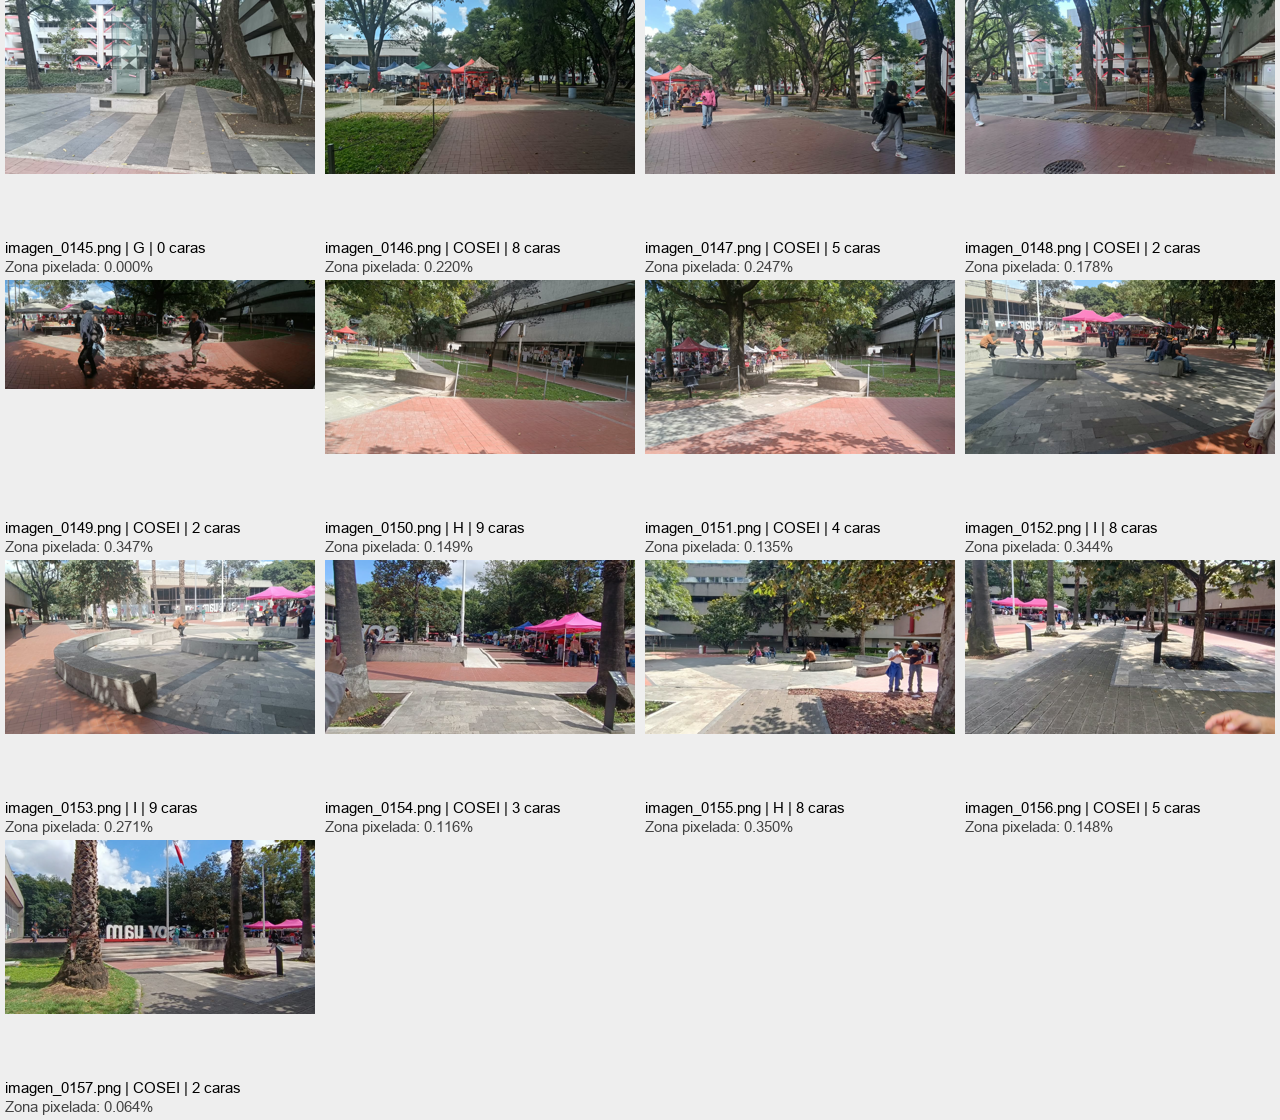 imagen_0145.png | G | 0 caras
Zona pixelada: 0.000%
imagen_0146.png | COSEI | 8 caras
Zona pixelada: 0.220%
imagen_0147.png | COSEI | 5 caras
Zona pixelada: 0.247%
imagen_0148.png | COSEI | 2 caras
Zona pixelada: 0.178%
imagen_0149.png | COSEI | 2 caras
Zona pixelada: 0.347%
imagen_0150.png | H | 9 caras
Zona pixelada: 0.149%
imagen_0151.png | COSEI | 4 caras
Zona pixelada: 0.135%
imagen_0152.png | I | 8 caras
Zona pixelada: 0.344%
imagen_0153.png | I | 9 caras
Zona pixelada: 0.271%
imagen_0154.png | COSEI | 3 caras
Zona pixelada: 0.116%
imagen_0155.png | H | 8 caras
Zona pixelada: 0.350%
imagen_0156.png | COSEI | 5 caras
Zona pixelada: 0.148%
soy uam
imagen_0157.png | COSEI | 2 caras
Zona pixelada: 0.064%